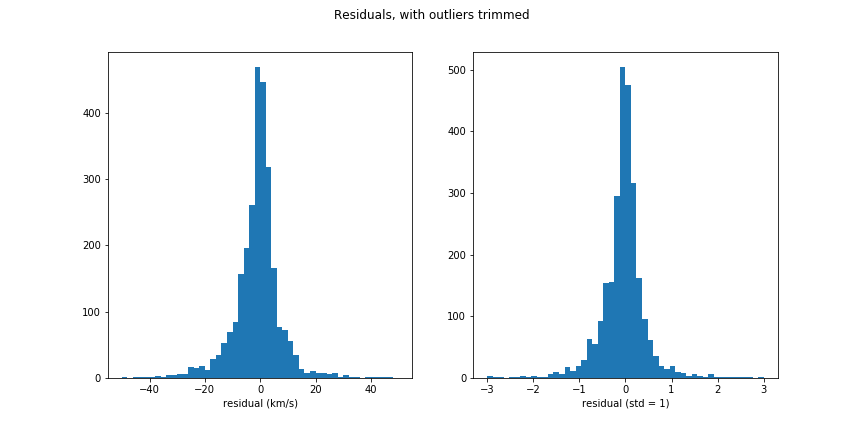 Residuals, with outliers trimmed
400
300
200
100
0
−40 −20 0 20 40
residual (km/s)
500
400
300
200
100
0
−3 −2 −1 0 1 2 3
residual (std = 1)